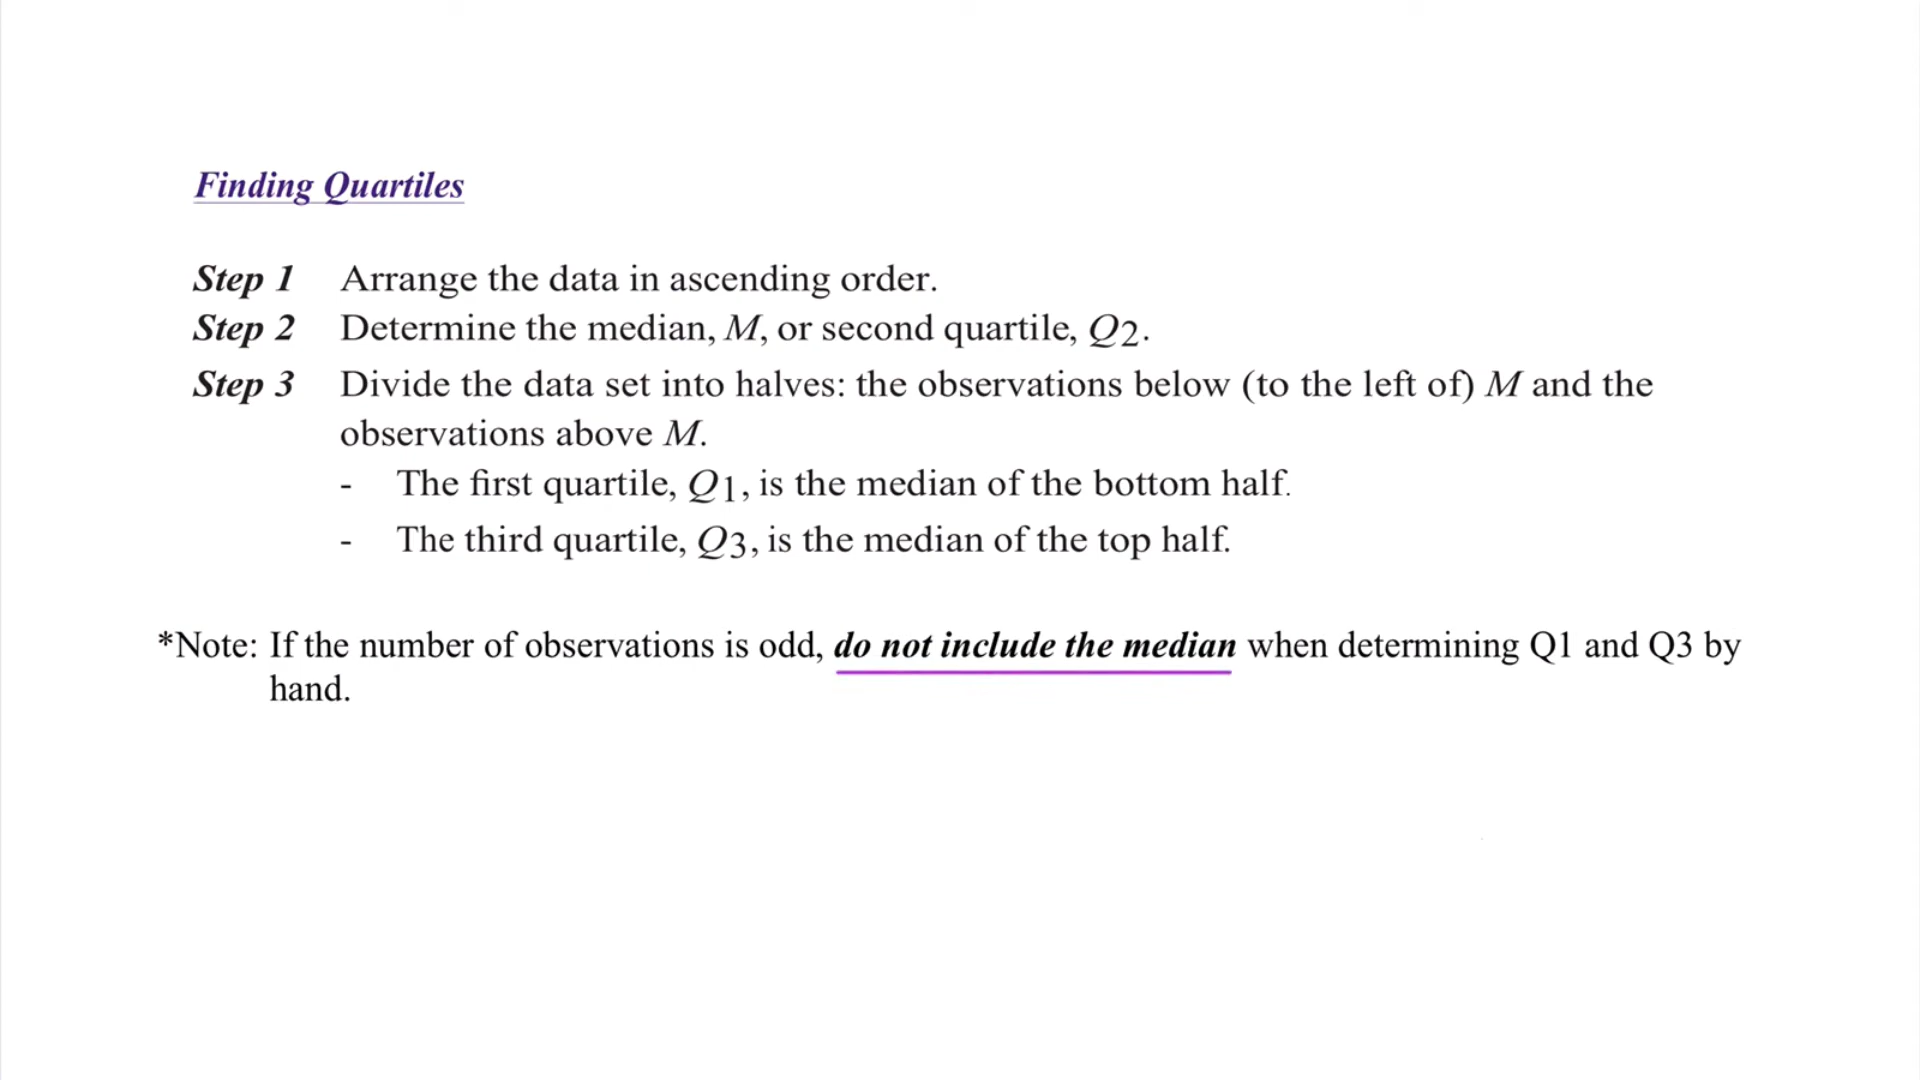 Finding Quartiles
Step 1 Arrange the data in ascending order.
Step 2 Determine the median, M, or second quartile, Q2.
Step 3 Divide the data set into halves: the observations below (to the left of) M and the
observations above M.
- The first quartile, Q1, is the median of the bottom half.
- The third quartile, Q3, is the median of the top half.
*Note: If the number of observations is odd, do not include the median when determining Q1 and Q3 by
hand.